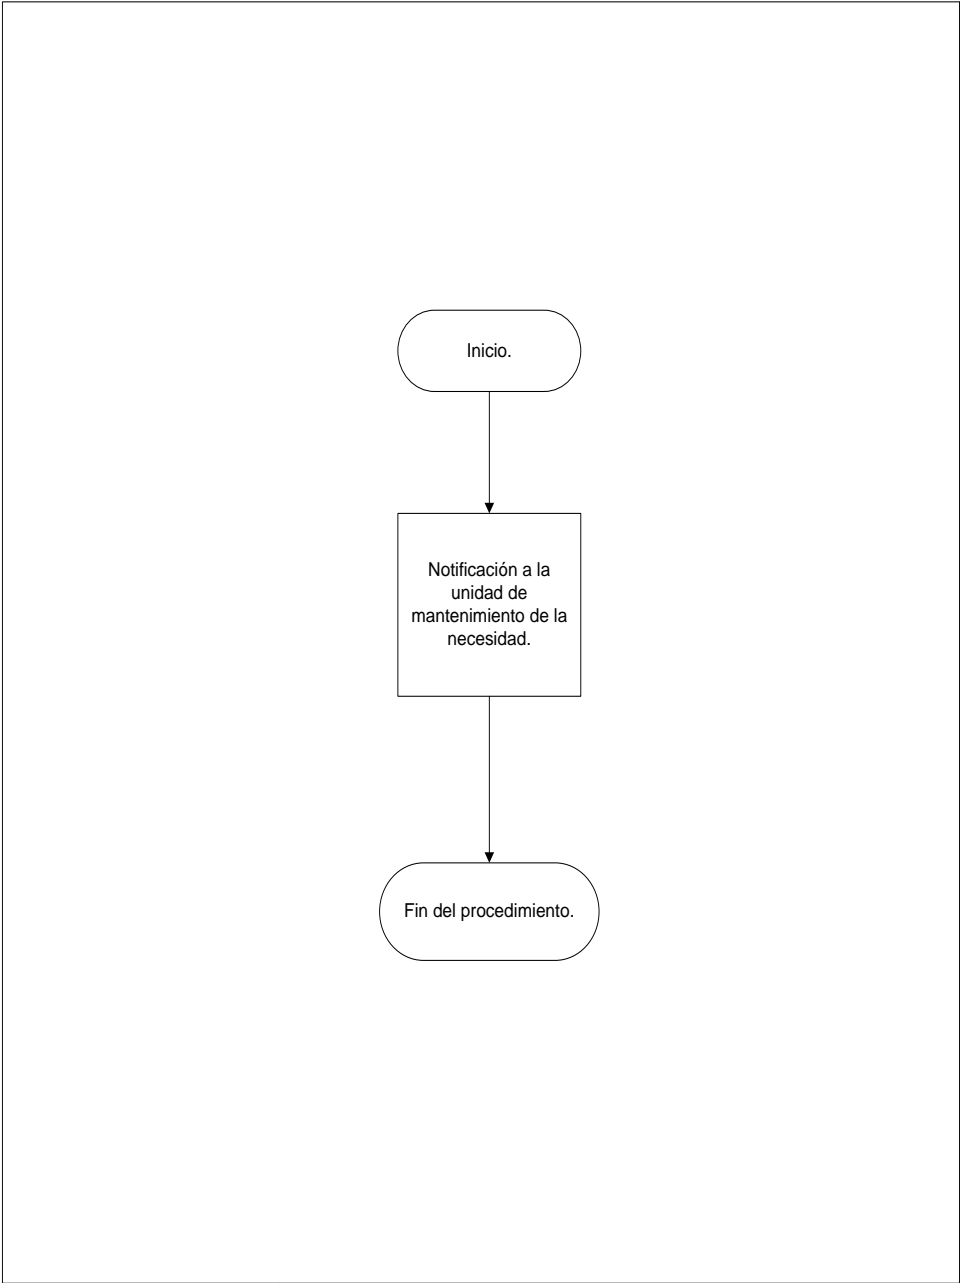 Inicio.
Notificación a la
unidad de
mantenimiento de la
necesidad.
Fin del procedimiento.